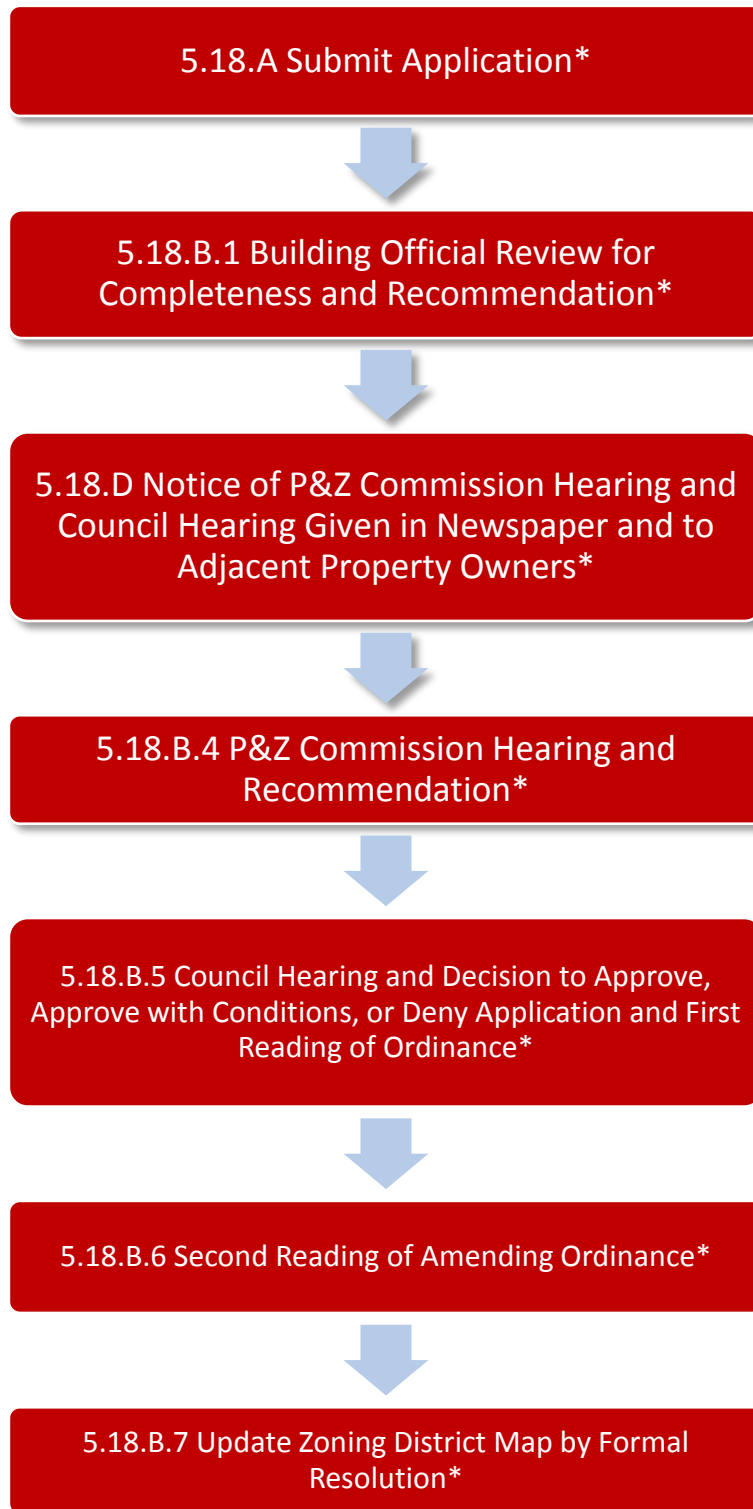 5.18.A Submit Application*
5.18.B.1 Building Official Review for
Completeness and Recommendation*
5.18.D Notice of P&Z Commission Hearing and
Council Hearing Given in Newspaper and to
Adjacent Property Owners*
5.18.B.4 P&Z Commission Hearing and
Recommendation*
5.18.B.5 Council Hearing and Decision to Approve,
Approve with Conditions, or Deny Application and First
Reading of Ordinance*
5.18.B.6 Second Reading of Amending Ordinance*
5.18.B.7 Update Zoning District Map by Formal
Resolution*